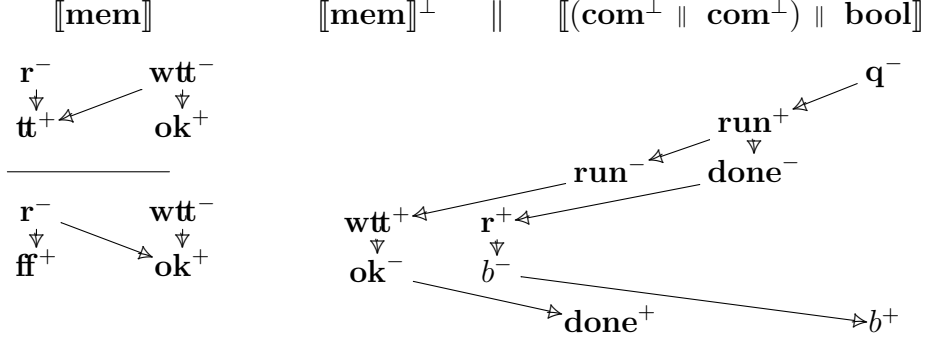 ⟦mem⟧ ⟦mem⟧⊥ ∥ ⟦(com⊥ ∥ com⊥) ∥ bool⟧
r⁻ wtt⁻ q⁻
tt⁺ ok⁺ run⁺
run⁻ done⁻
r⁻ wtt⁻ wtt⁺ r⁺
ff⁺ ok⁺ ok⁻ b⁻
done⁺ b⁺